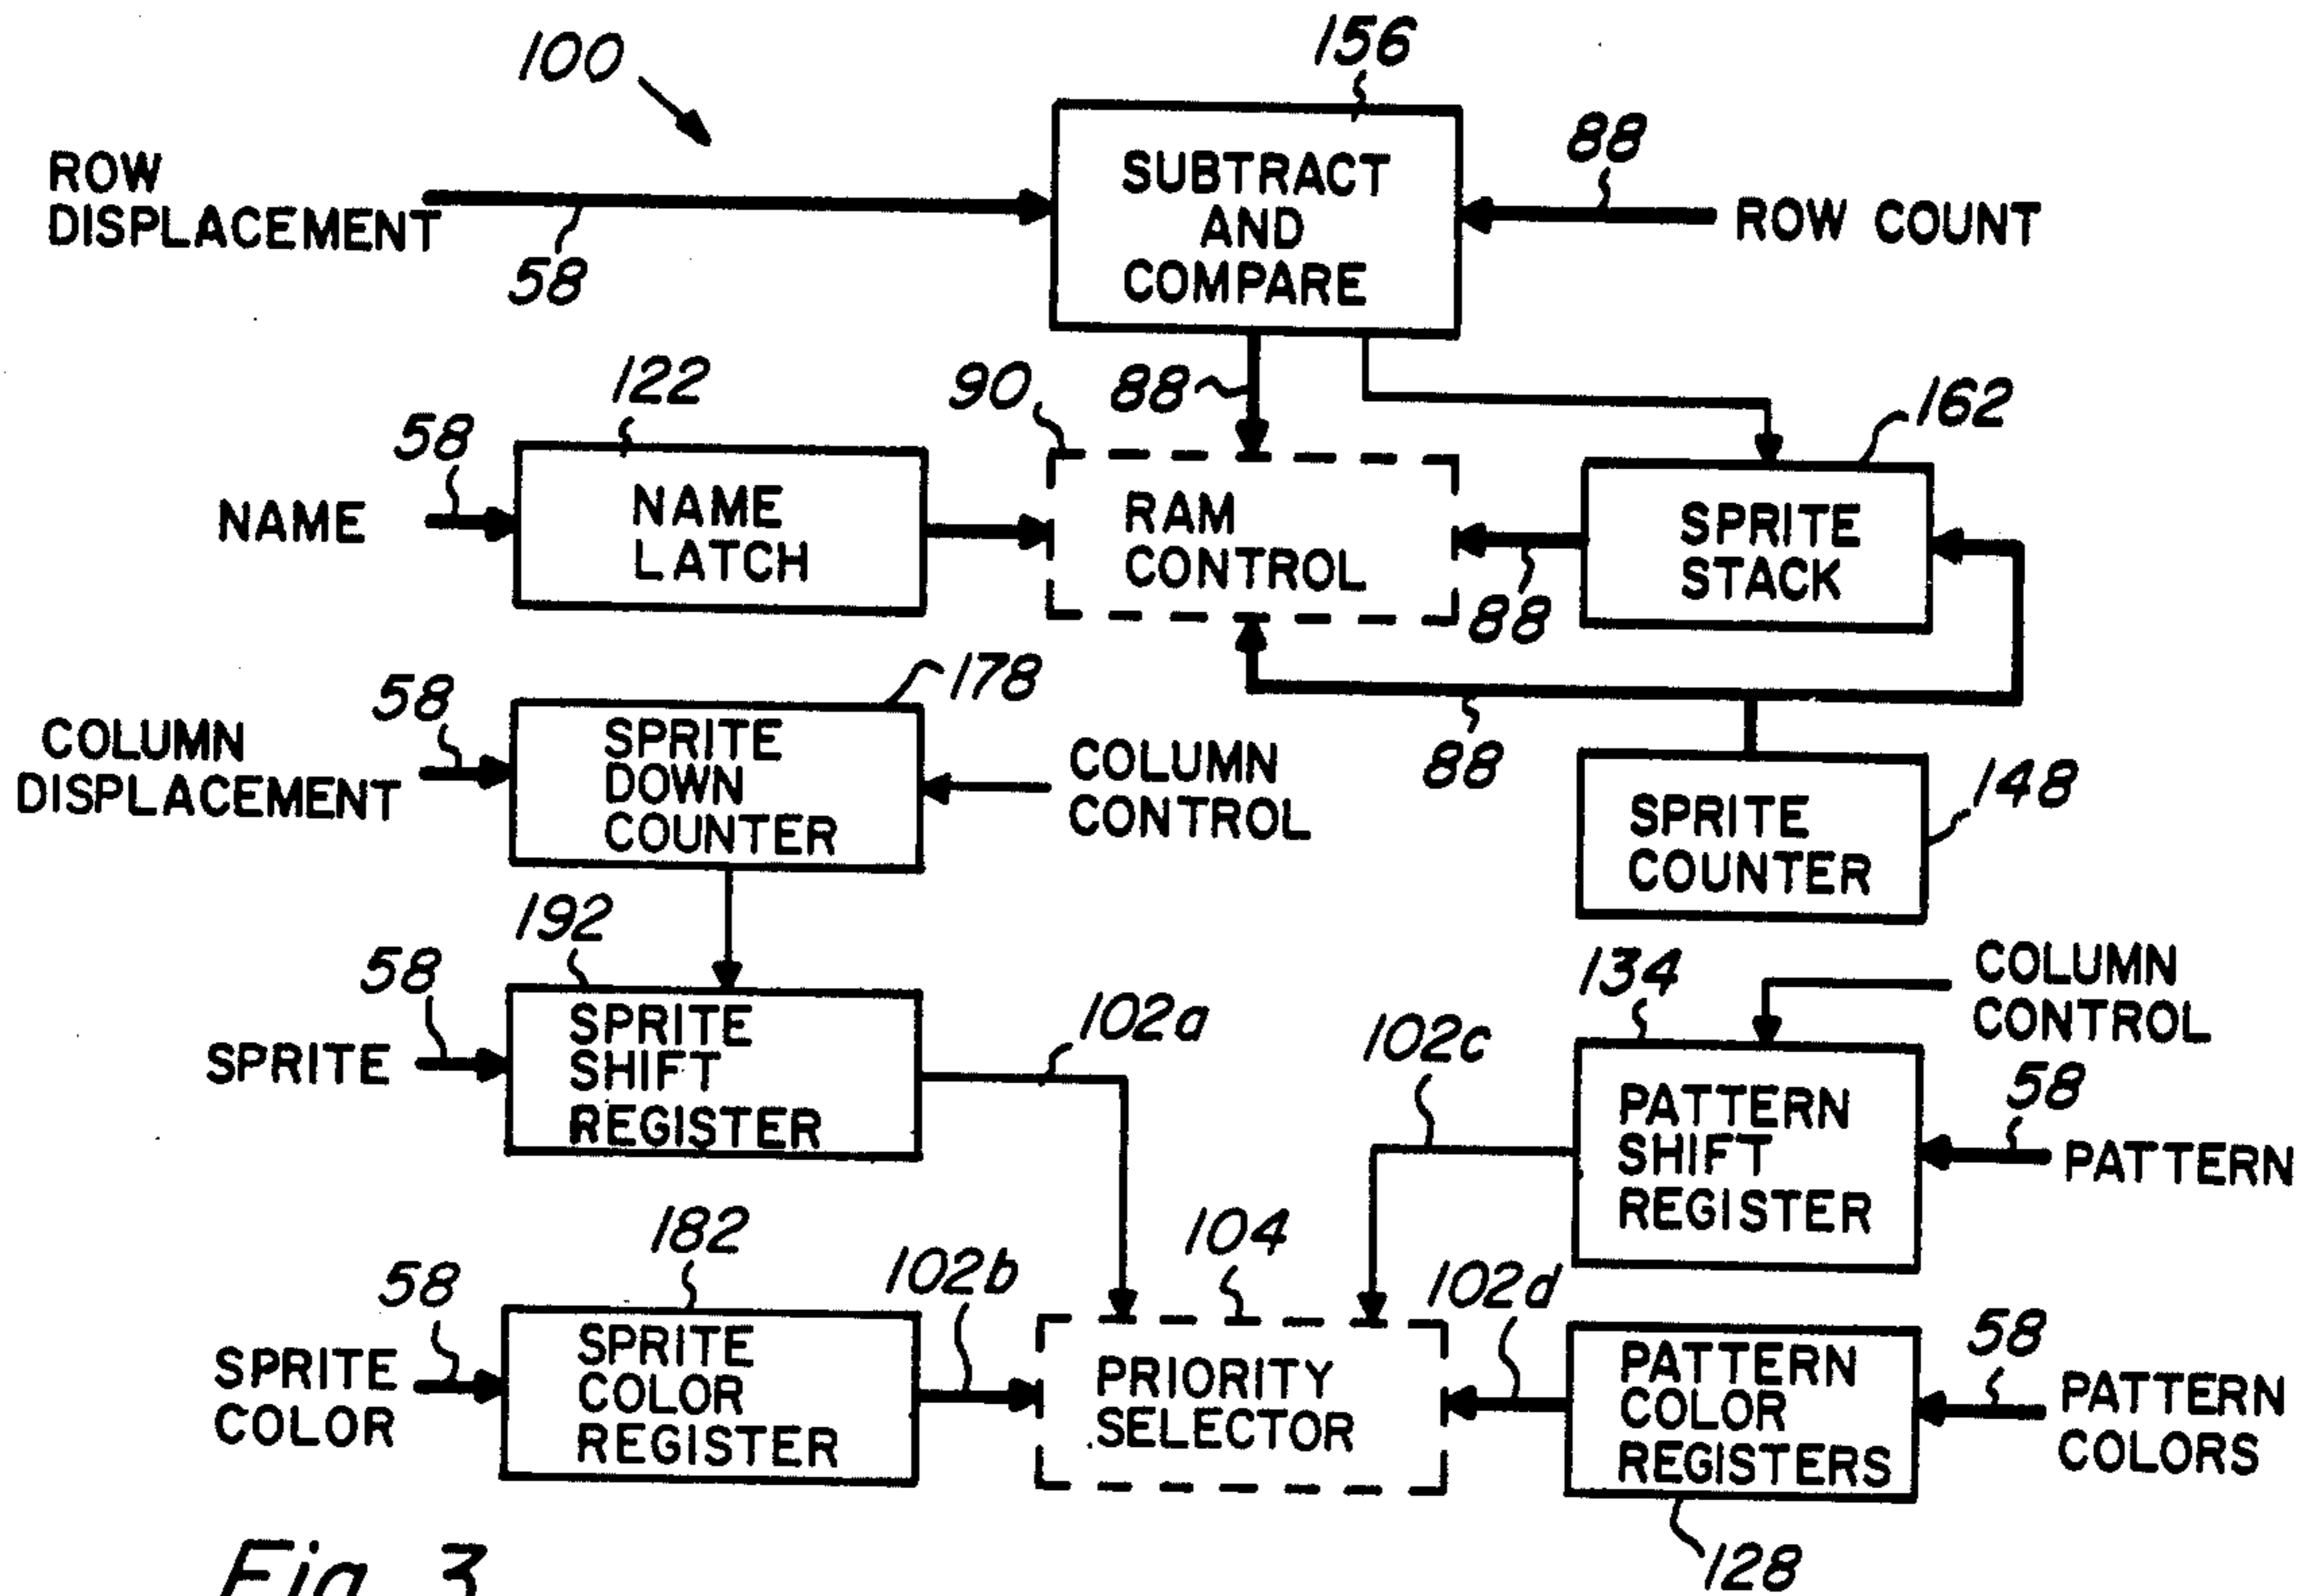 100
156
ROW
DISPLACEMENT
58
SUBTRACT
AND
COMPARE
88
ROW COUNT
122
90
88
162
58
NAME
NAME
LATCH
RAM
CONTROL
88
SPRITE
STACK
178
58
COLUMN
DISPLACEMENT
SPRITE
DOWN
COUNTER
COLUMN
CONTROL
88
SPRITE
COUNTER
148
192
58
SPRITE
SPRITE
SHIFT
REGISTER
102a
102c
134
COLUMN
CONTROL
PATTERN
SHIFT
REGISTER
58
PATTERN
182
58
SPRITE
COLOR
SPRITE
COLOR
REGISTER
102b
104
PRIORITY
SELECTOR
102d
PATTERN
COLOR
REGISTERS
58
PATTERN
COLORS
128
Fig. 3